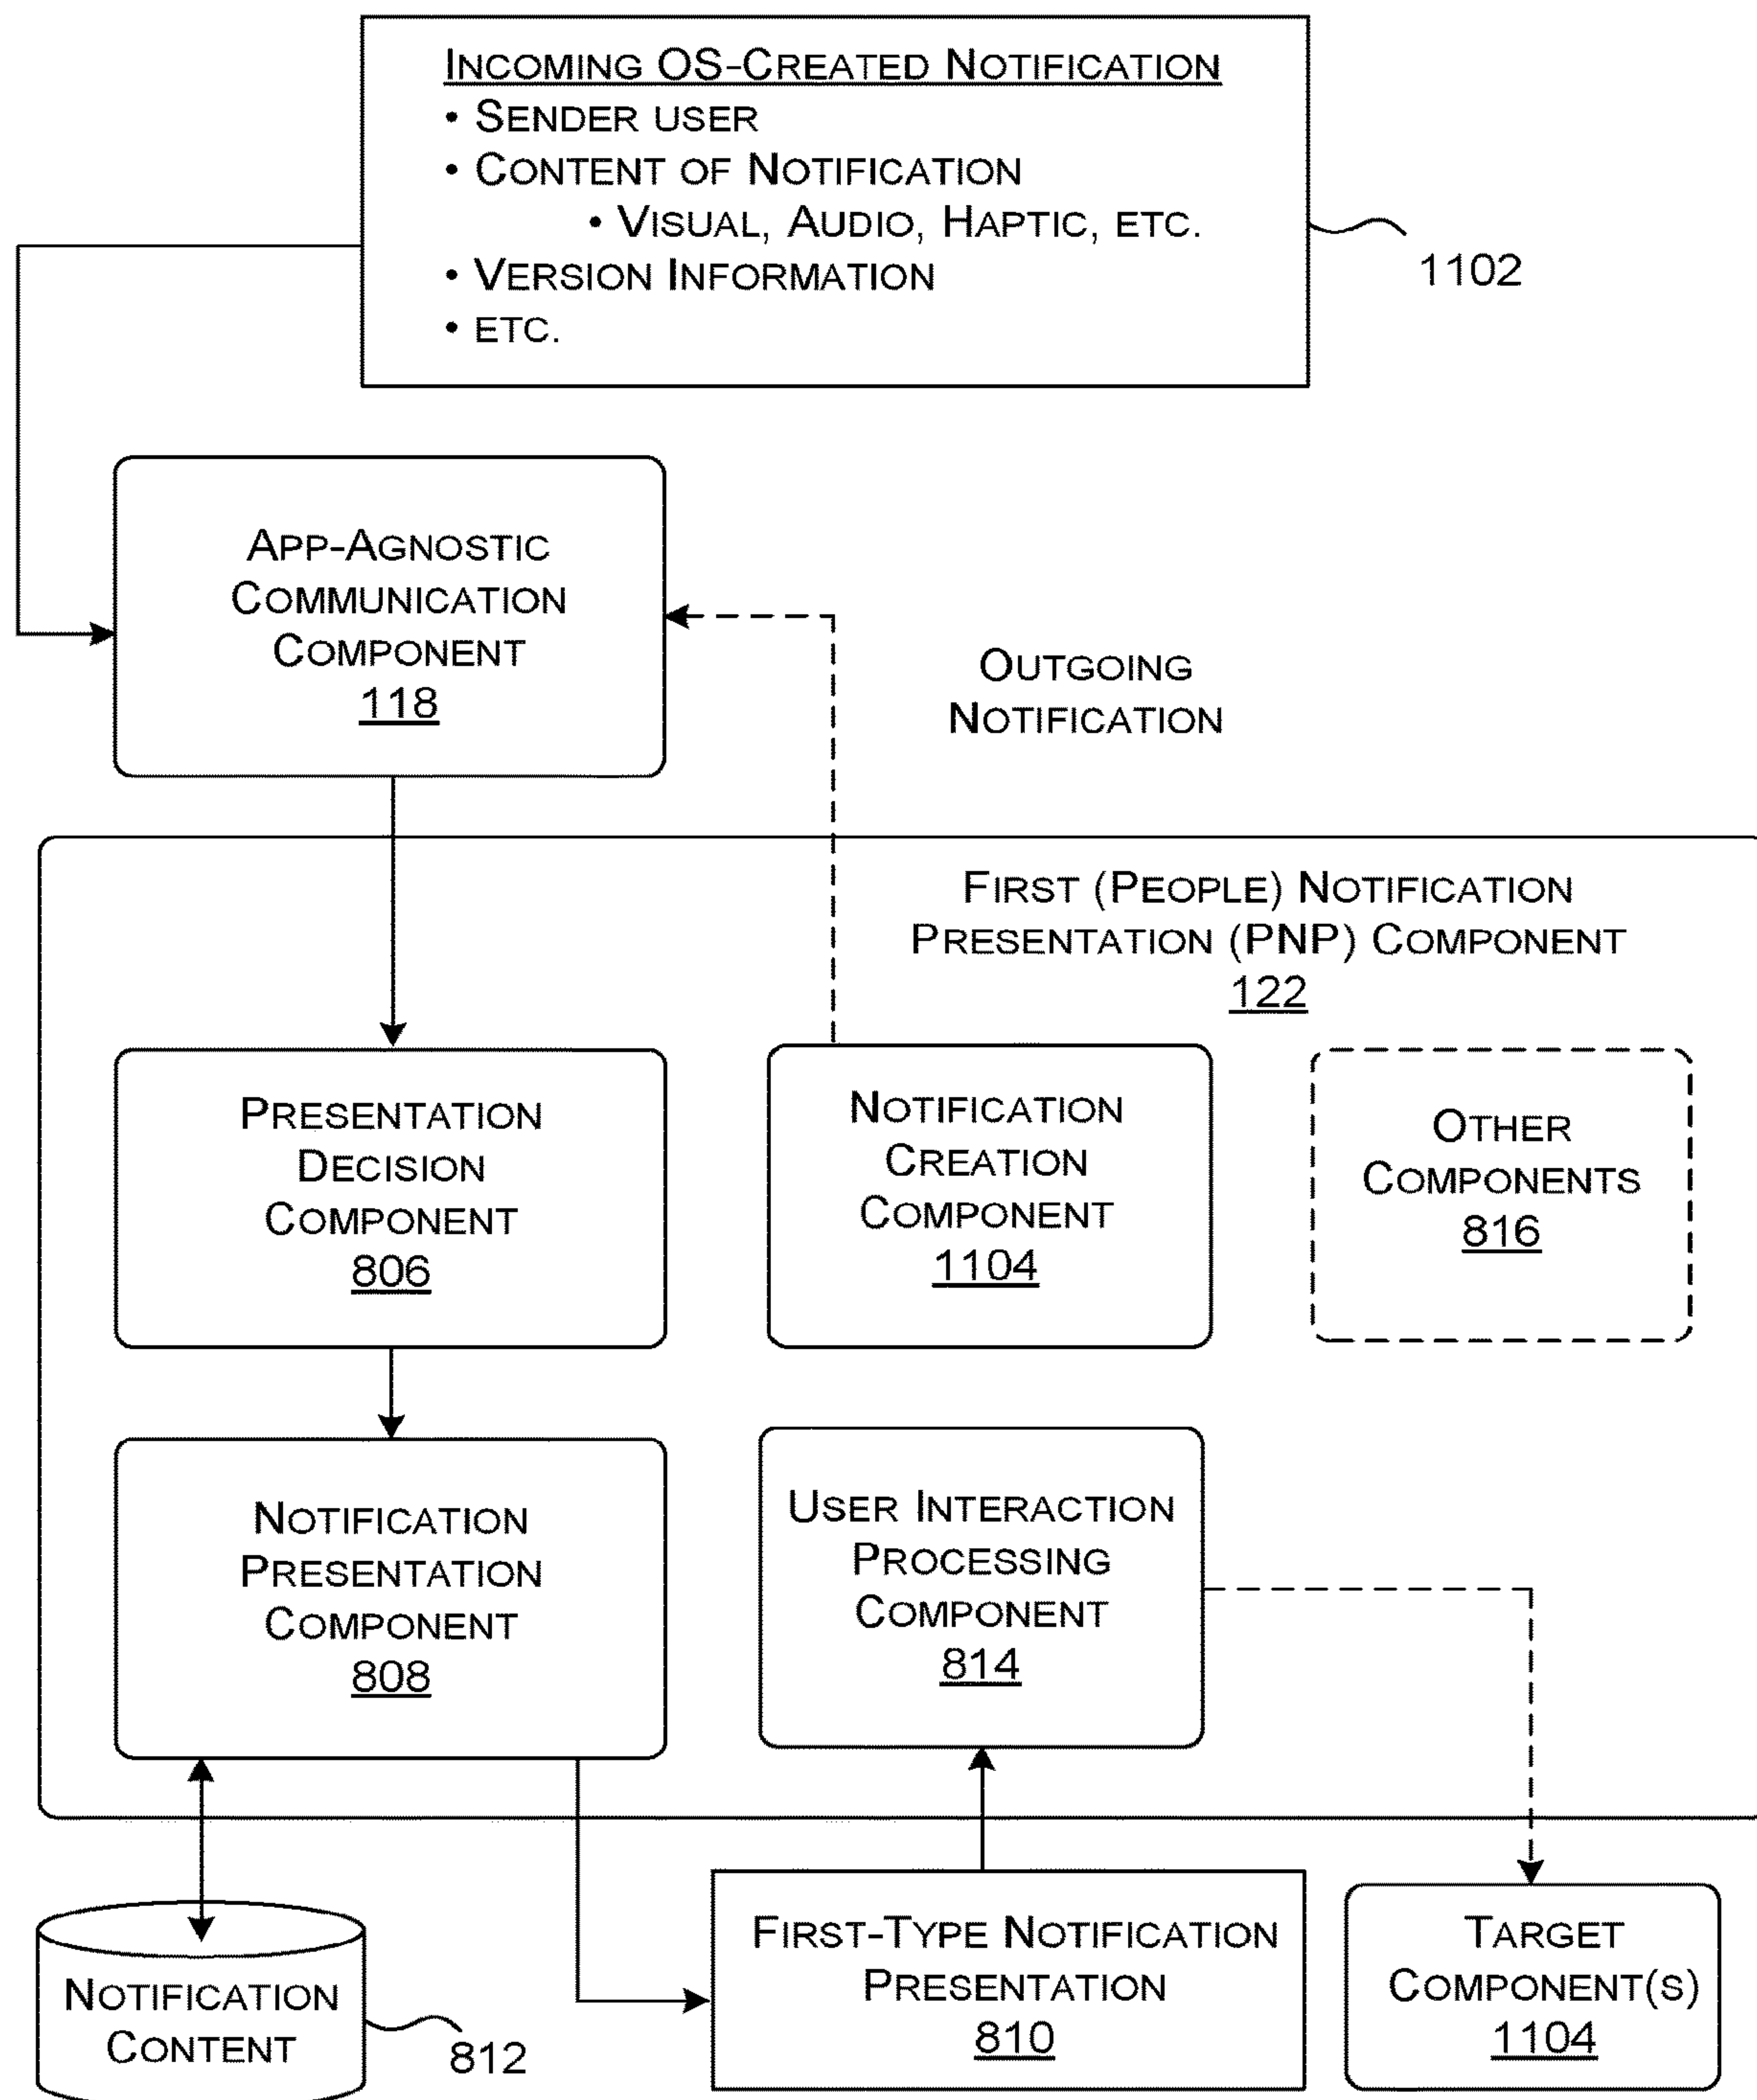 INCOMING OS-CREATED NOTIFICATION
• SENDER USER
• CONTENT OF NOTIFICATION
• VISUAL, AUDIO, HAPTIC, ETC.
• VERSION INFORMATION
• ETC.
1102
APP-AGNOSTIC
COMMUNICATION
COMPONENT
118
OUTGOING
NOTIFICATION
FIRST (PEOPLE) NOTIFICATION
PRESENTATION (PNP) COMPONENT
122
PRESENTATION
DECISION
COMPONENT
806
NOTIFICATION
CREATION
COMPONENT
1104
OTHER
COMPONENTS
816
NOTIFICATION
PRESENTATION
COMPONENT
808
USER INTERACTION
PROCESSING
COMPONENT
814
NOTIFICATION
CONTENT
812
FIRST-TYPE NOTIFICATION
PRESENTATION
810
TARGET
COMPONENT(S)
1104